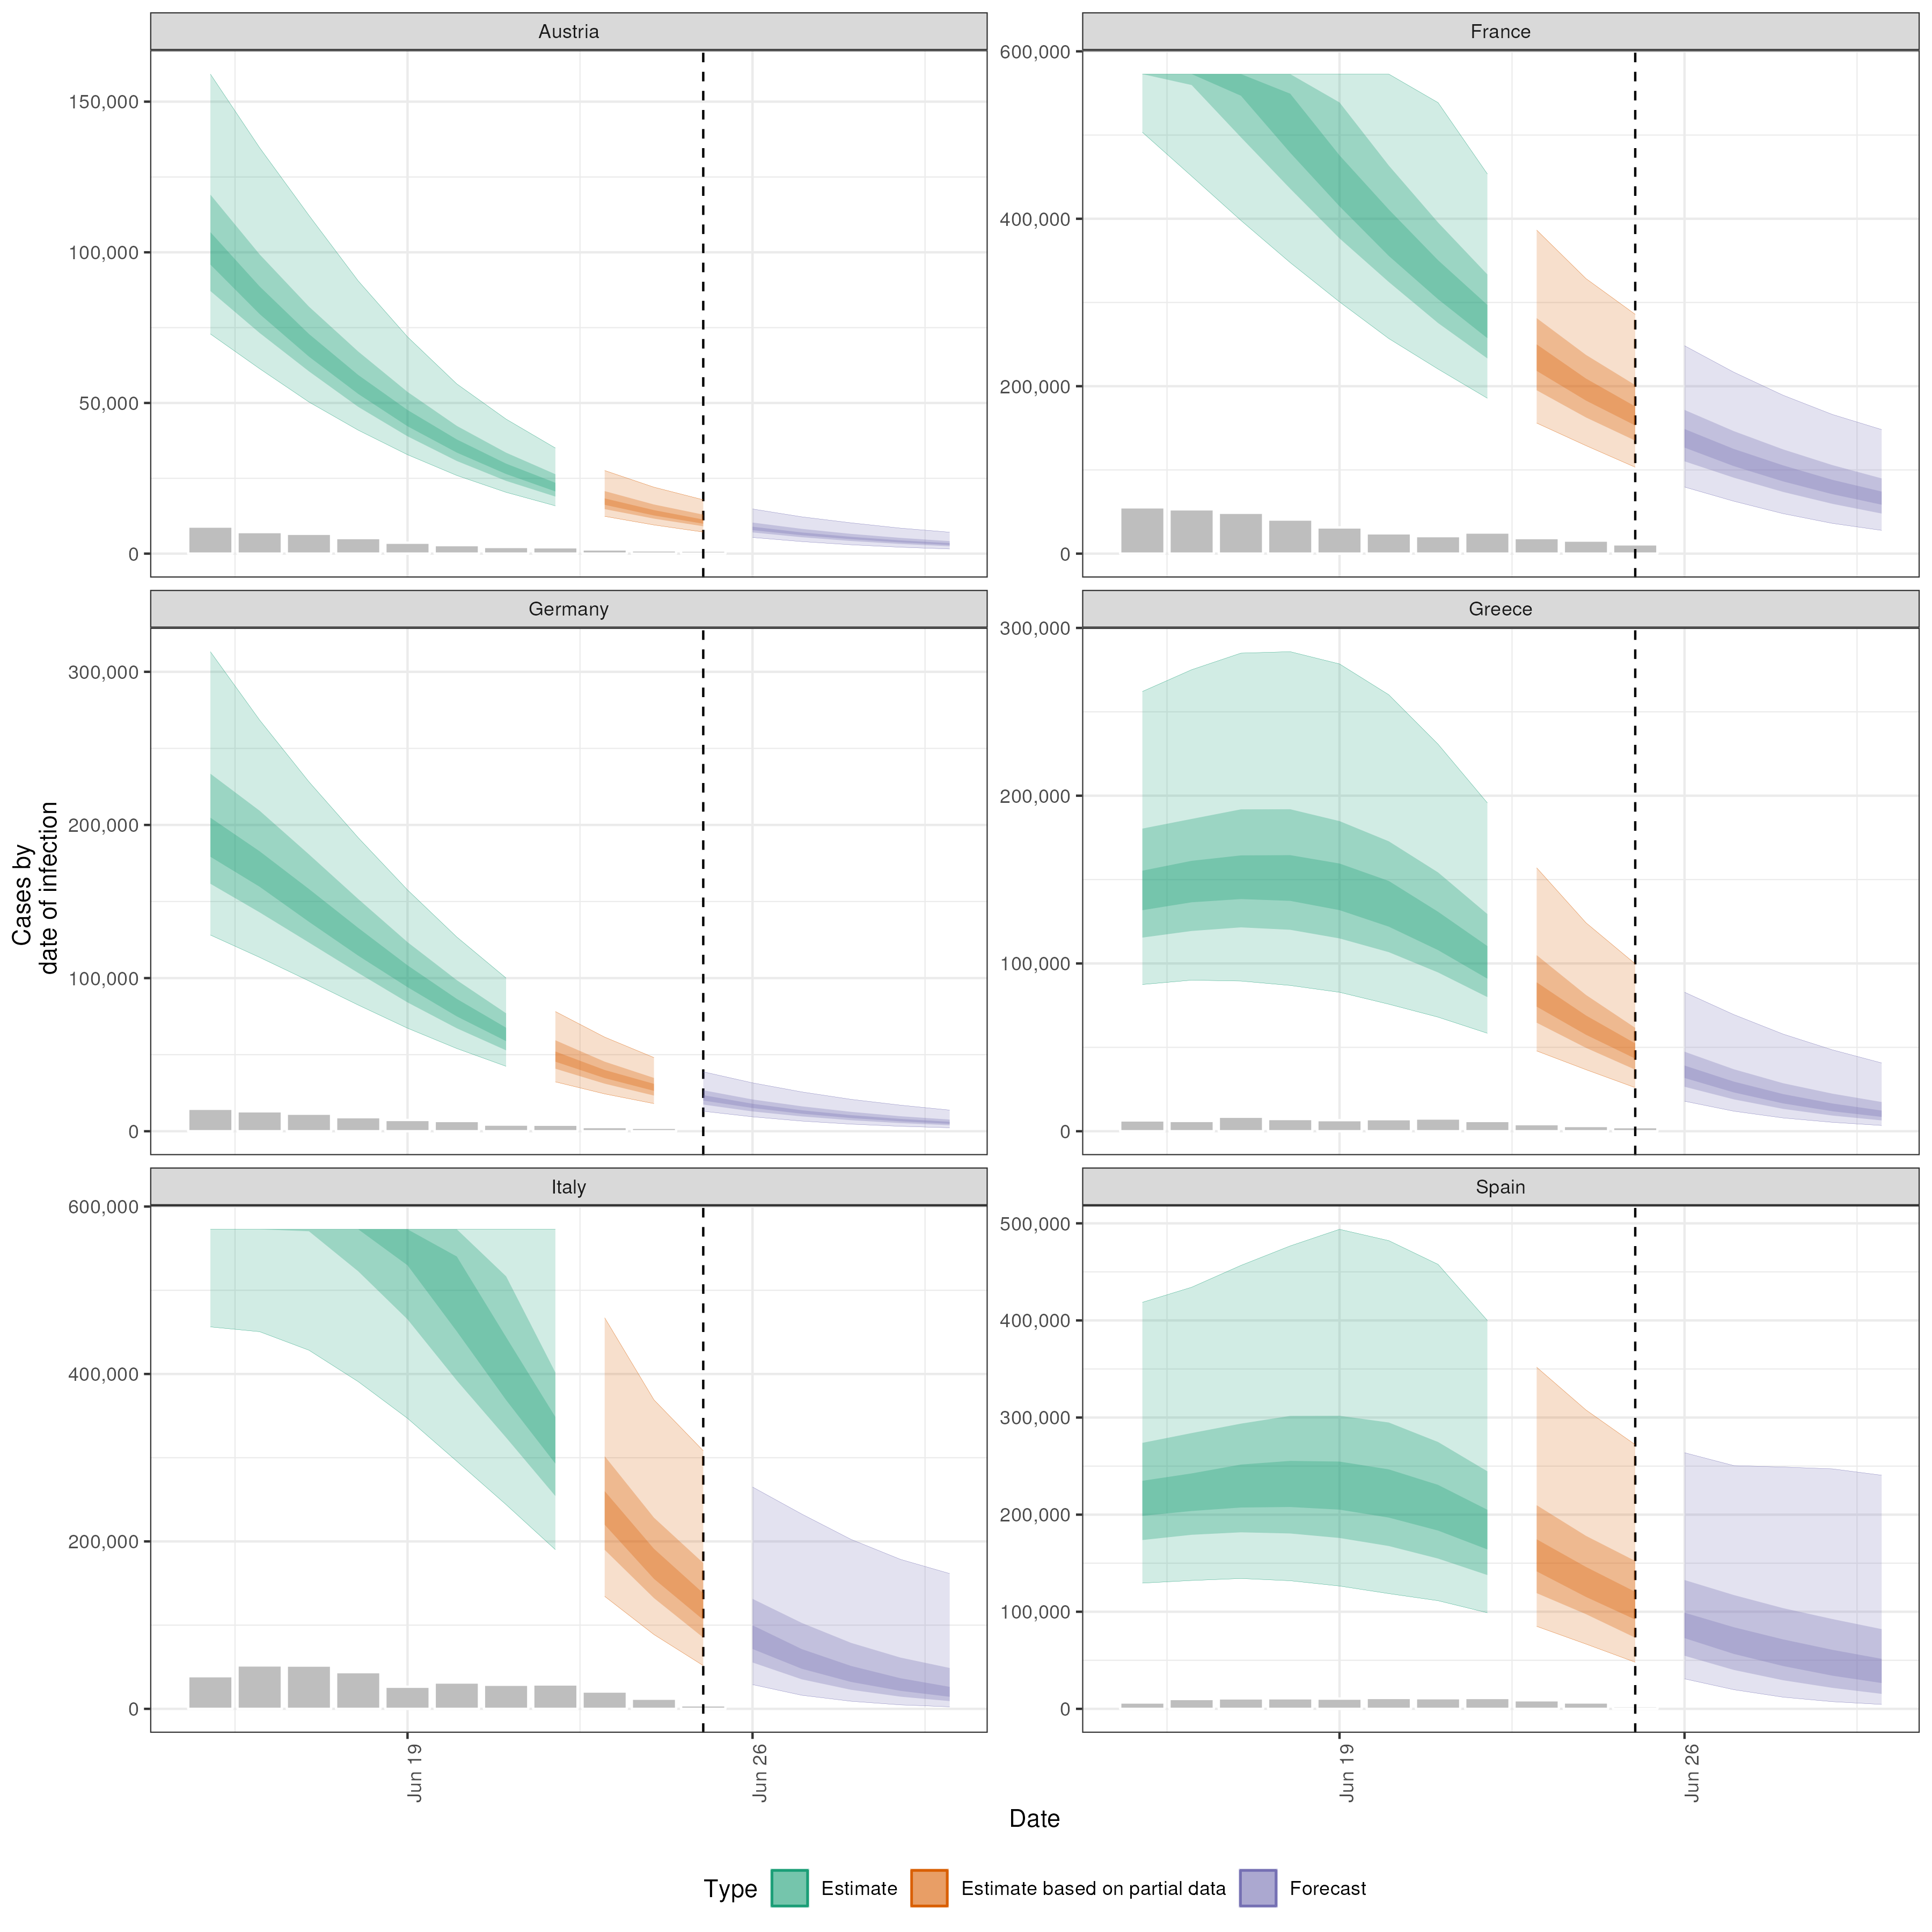 Austria
France
150,000
100,000
50,000
0
600,000
400,000
200,000
0
Germany
Greece
300,000
200,000
100,000
0
300,000
200,000
100,000
0
Italy
Spain
600,000
400,000
200,000
0
500,000
400,000
300,000
200,000
100,000
0
Jun 19
Jun 26
Jun 19
Jun 26
Cases by
date of infection
Date
Type Estimate Estimate based on partial data Forecast